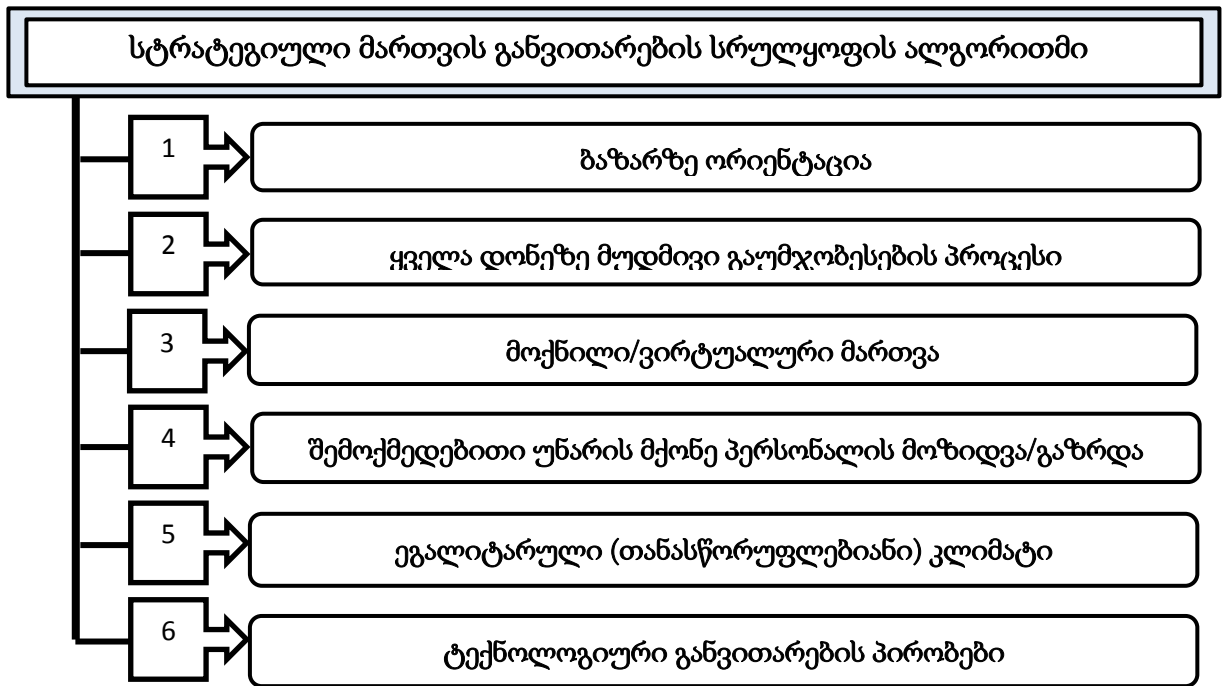 სტრატეგიული მართვის განვითარების სრულყოფის ალგორითმი
1 ბაზარზე ორიენტაცია
2 ყველა დონეზე მუდმივი გაუმჯობესების პროცესი
3 მოქნილი/ვირტუალური მართვა
4 შემოქმედებითი უნარის მქონე პერსონალის მოზიდვა/გაზრდა
5 ეგალიტარული (თანასწორუფლებიანი) კლიმატი
6 ტექნოლოგიური განვითარების პირობები